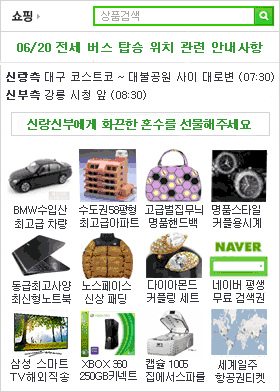 쇼핑
상품검색
06/20 전세 버스 탑승 위치 관련 안내사항
신랑측 대구 코스트코 ~ 대불공원 사이 대로변 (07:30)
신부측 강릉 시청 앞 (08:30)
신랑신부에게 화끈한 혼수를 선물해주세요
BMW수입산
최고급 차량
수도권58평형
최고급아파트
고급벌집무늬
명품핸드백
명품스타일
커플용시계
동급최고사양
최신형노트북
노스페이스
신상 패딩
다이아몬드
커플링 세트
NAVER
네이버 평생
무료 검색권
삼성 스마트
TV해외직송
XBOX 360
250GB키넥트
캡슐 1005
집에서스파를
세계일주
항공권티켓